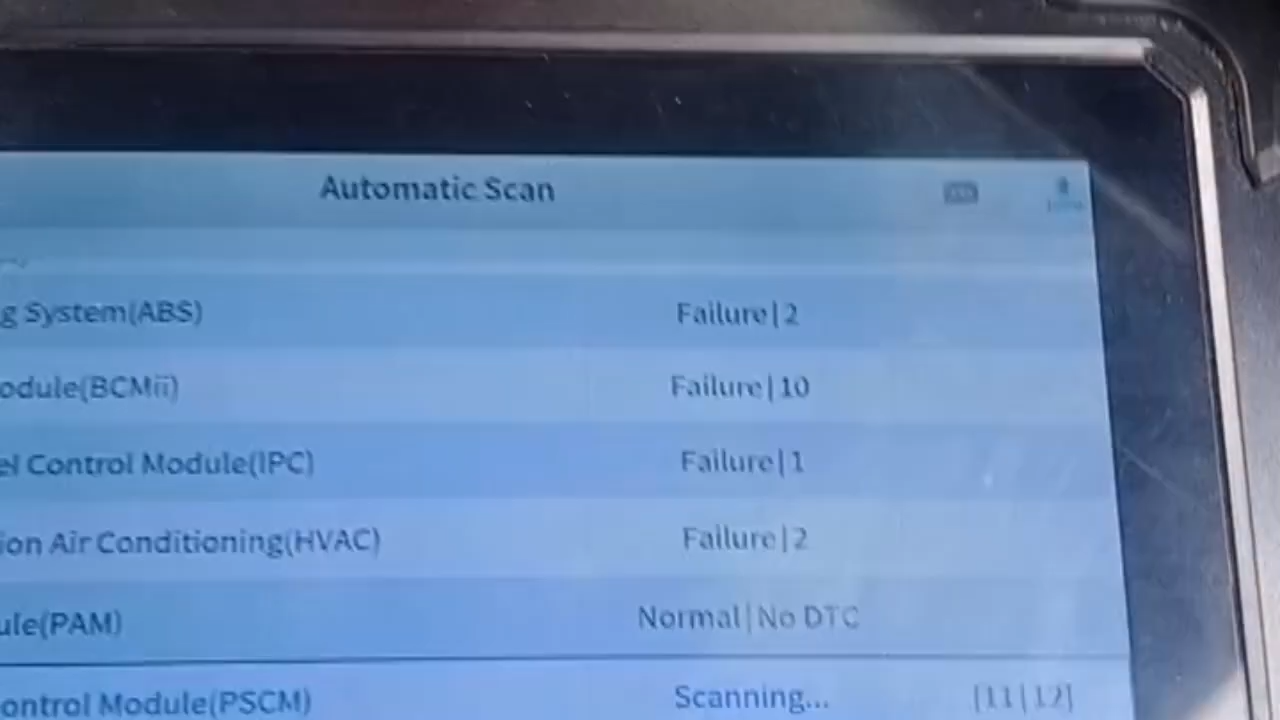 Automatic Scan
g System(ABS) Failure|2
odule(BCMii) Failure|10
el Control Module(IPC) Failure|1
ion Air Conditioning(HVAC) Failure|2
ule(PAM) Normal|No DTC
ontrol Module(PSCM) Scanning... [11|12]